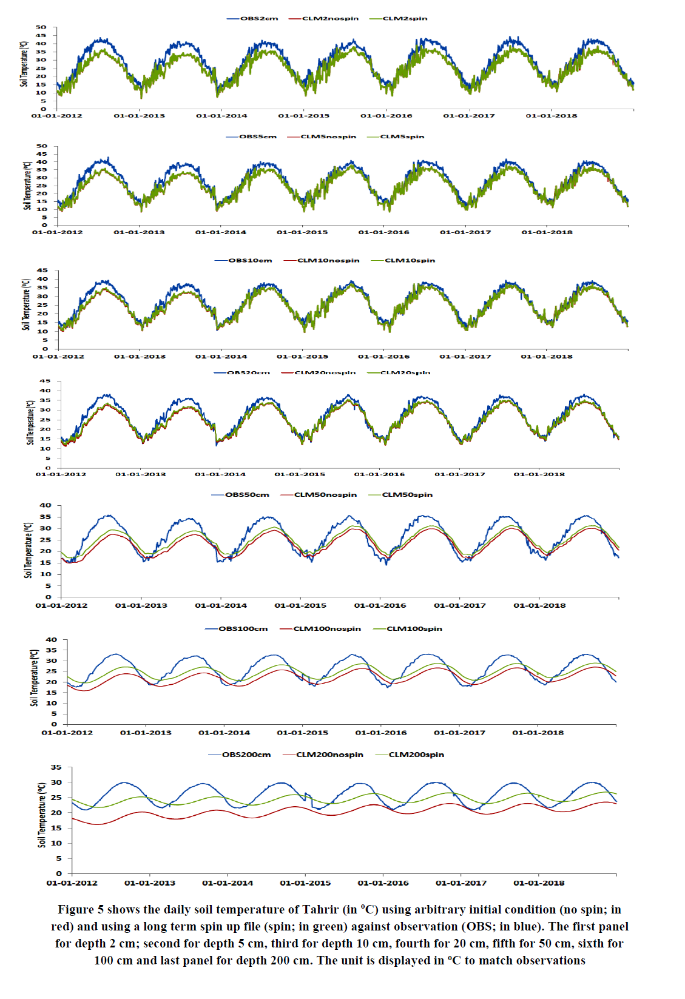 OBS2cm CLM2nospin CLM2spin
Soil Temperature (ºC)
50
45
40
35
30
25
20
15
10
5
0
01-01-2012 01-01-2013 01-01-2014 01-01-2015 01-01-2016 01-01-2017 01-01-2018
OBS5cm CLM5nospin CLM5spin
Soil Temperature (ºC)
50
45
40
35
30
25
20
15
10
5
0
01-01-2012 01-01-2013 01-01-2014 01-01-2015 01-01-2016 01-01-2017 01-01-2018
OBS10cm CLM10nospin CLM10spin
Soil Temperature (ºC)
45
40
35
30
25
20
15
10
5
0
01-01-2012 01-01-2013 01-01-2014 01-01-2015 01-01-2016 01-01-2017 01-01-2018
OBS20cm CLM20nospin CLM20spin
Soil Temperature (ºC)
45
40
35
30
25
20
15
10
5
0
01-01-2012 01-01-2013 01-01-2014 01-01-2015 01-01-2016 01-01-2017 01-01-2018
OBS50cm CLM50nospin CLM50spin
Soil Temperature (ºC)
40
35
30
25
20
15
10
5
0
01-01-2012 01-01-2013 01-01-2014 01-01-2015 01-01-2016 01-01-2017 01-01-2018
OBS100cm CLM100nospin CLM100spin
Soil Temperature (ºC)
40
35
30
25
20
15
10
5
0
01-01-2012 01-01-2013 01-01-2014 01-01-2015 01-01-2016 01-01-2017 01-01-2018
OBS200cm CLM200nospin CLM200spin
Soil Temperature (ºC)
35
30
25
20
15
10
5
0
01-01-2012 01-01-2013 01-01-2014 01-01-2015 01-01-2016 01-01-2017 01-01-2018
Figure 5 shows the daily soil temperature of Tahrir (in ºC) using arbitrary initial condition (no spin; in
red) and using a long term spin up file (spin; in green) against observation (OBS; in blue). The first panel
for depth 2 cm; second for depth 5 cm, third for depth 10 cm, fourth for 20 cm, fifth for 50 cm, sixth for
100 cm and last panel for depth 200 cm. The unit is displayed in ºC to match observations